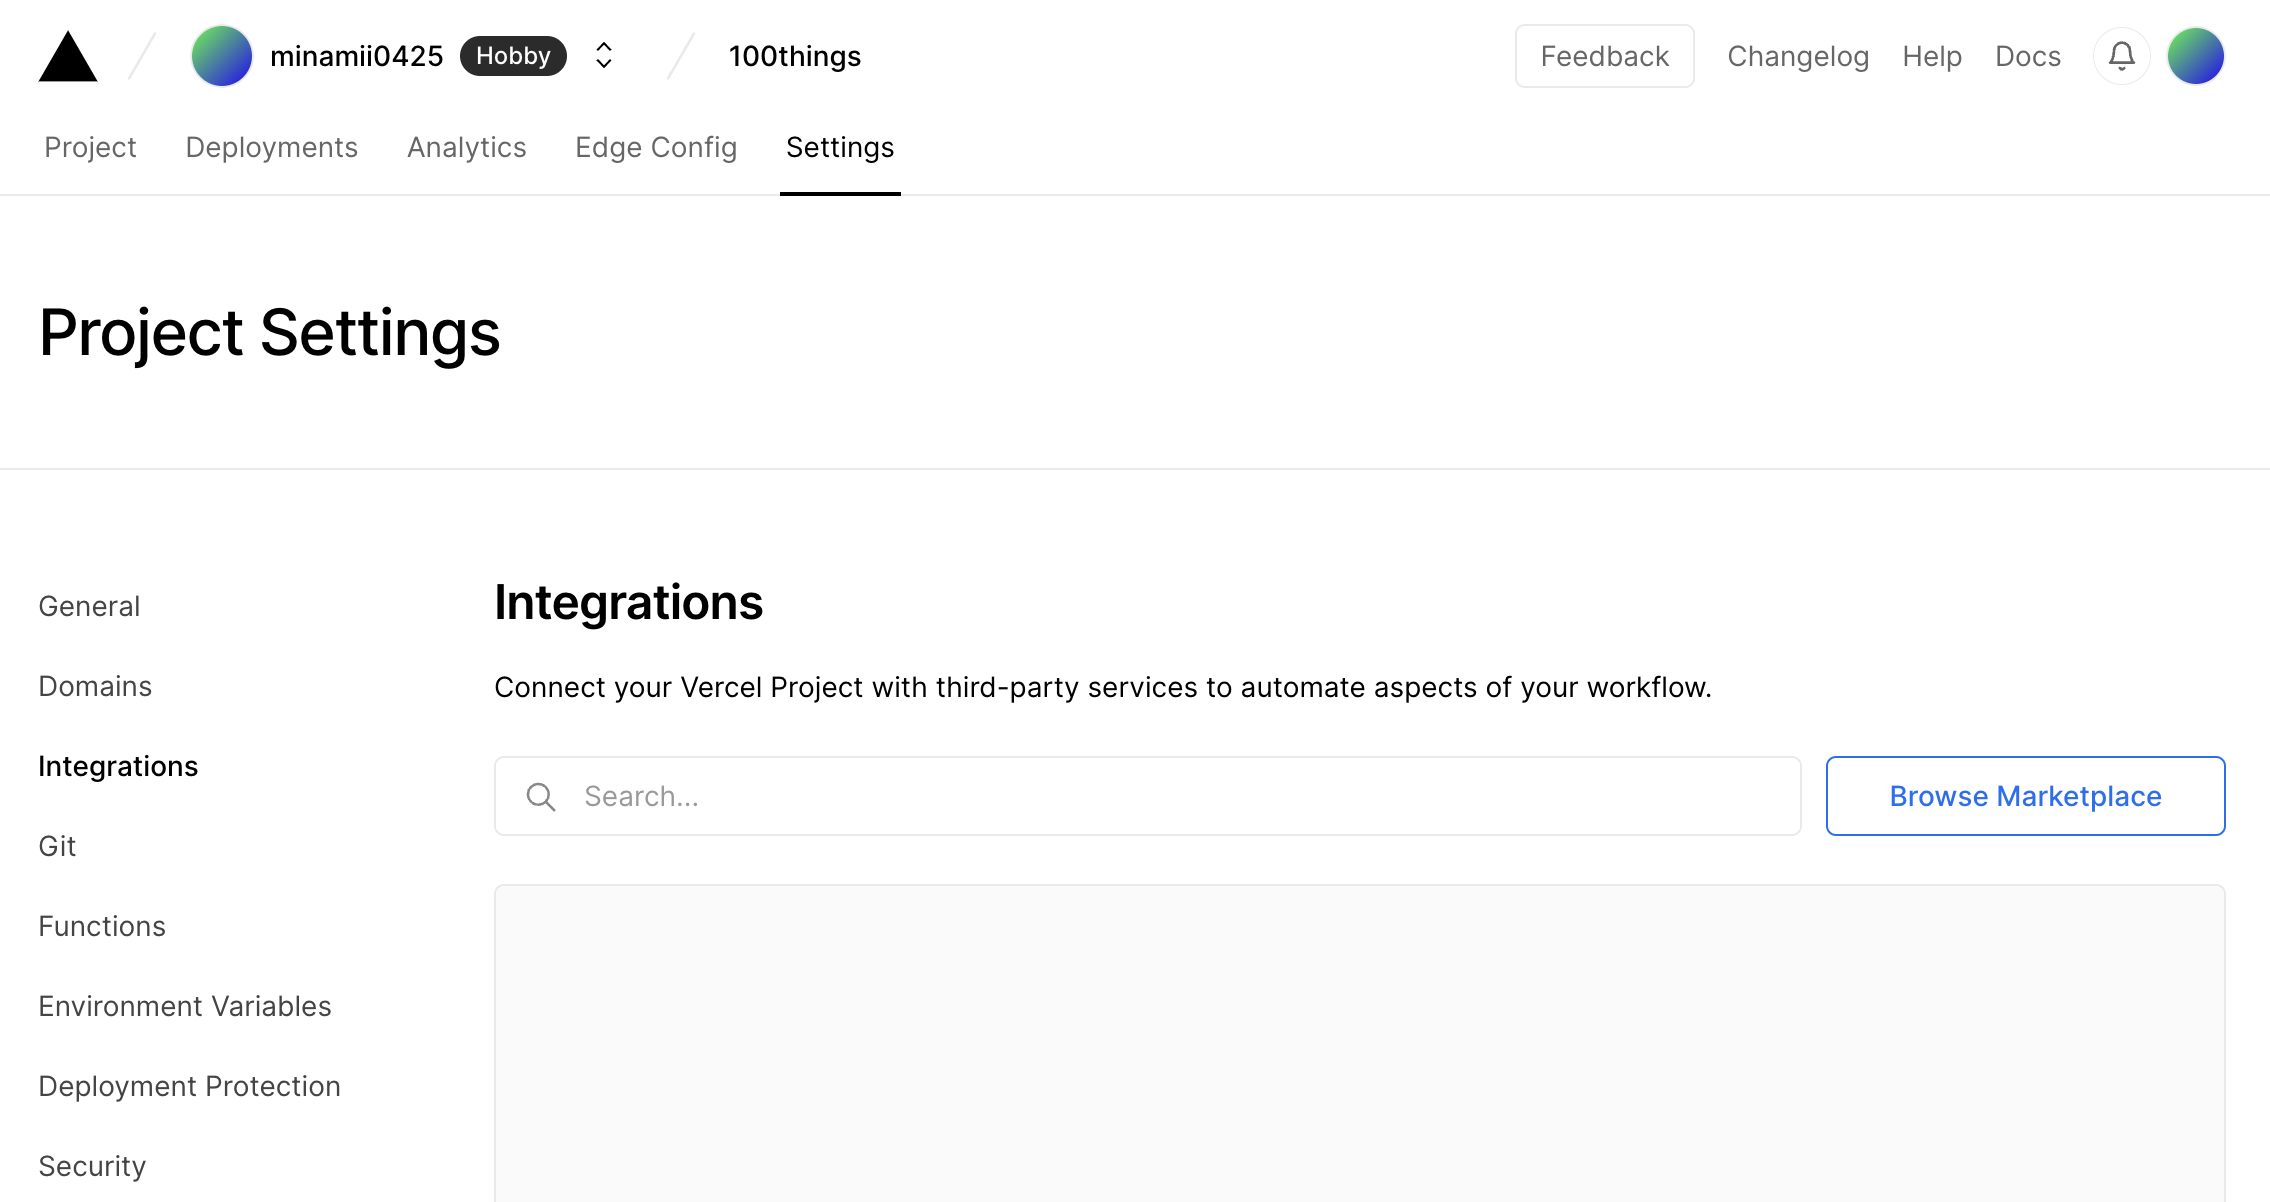 minamii0425 Hobby 100things Feedback Changelog Help Docs
Project Deployments Analytics Edge Config Settings
Project Settings
General
Domains
Integrations
Git
Functions
Environment Variables
Deployment Protection
Security
Integrations
Connect your Vercel Project with third-party services to automate aspects of your workflow.
Search... Browse Marketplace